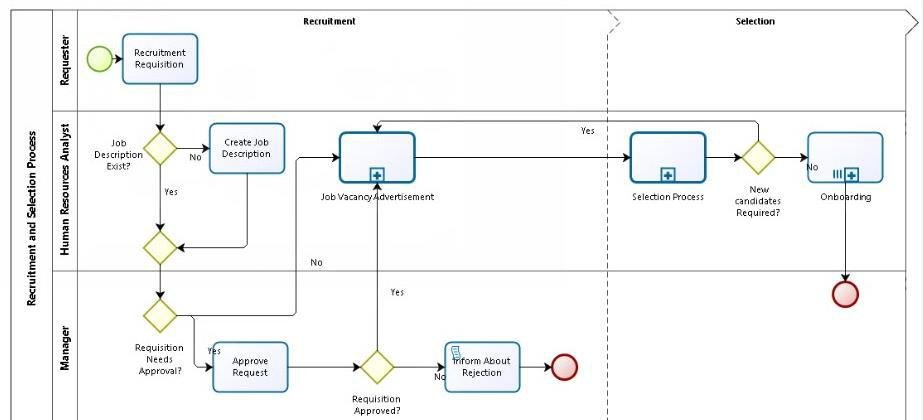 Recruitment
Selection
Recruitment and Selection Process
Requester
Recruitment
Requisition
Human Resources Analyst
Job
Description
Exist?
No
Create Job
Description
Yes
Job Vacancy Advertisement
Yes
Selection Process
New
candidates
Required?
No
Onboarding
No
Manager
Requisition
Needs
Approval?
Yes
Approve
Request
Yes
Requisition
Approved?
No
Inform About
Rejection